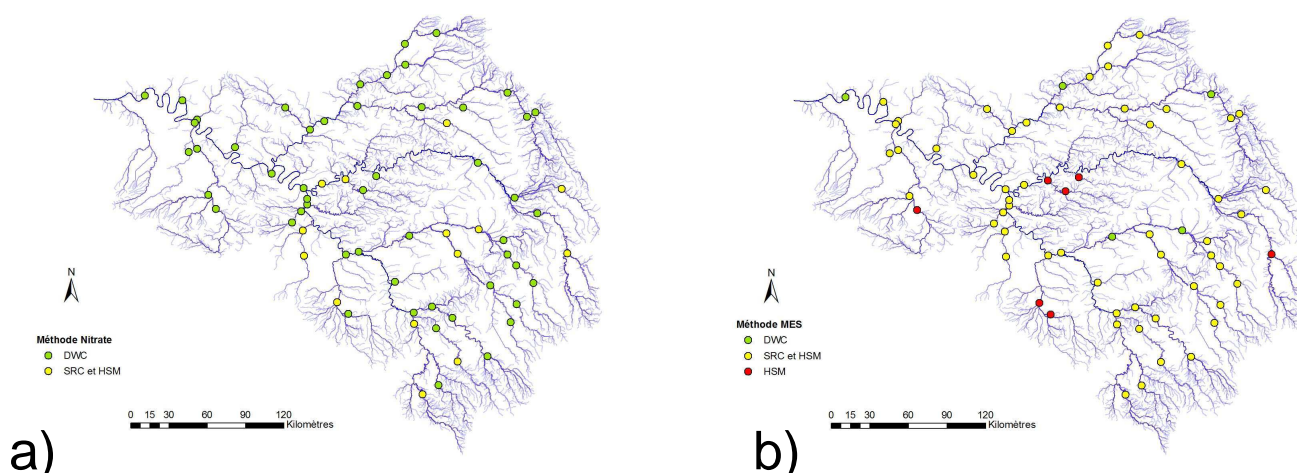 N
Méthode Nitrate
DWC
SRC et HSM
0 15 30 60 90 120
Kilomètres
a)
N
Méthode MES
DWC
SRC et HSM
HSM
0 15 30 60 90 120
Kilomètres
b)